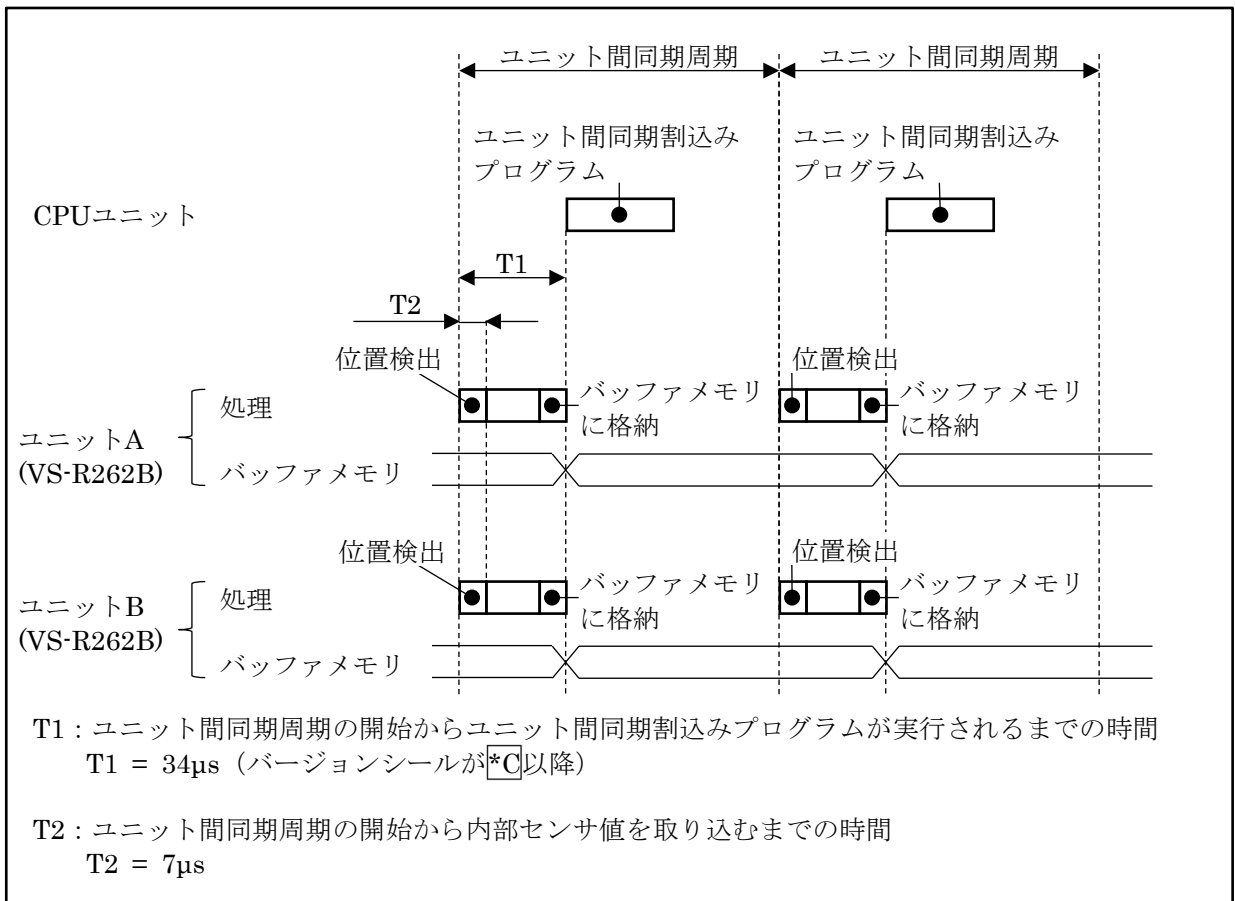 ユニット間同期周期 ユニット間同期周期
ユニット間同期割込み
プログラム
ユニット間同期割込み
プログラム
CPUユニット
T1
T2
位置検出
位置検出
処理
バッファメモリ
に格納
バッファメモリ
に格納
ユニットA
(VS-R262B)
バッファメモリ
位置検出
位置検出
処理
バッファメモリ
に格納
バッファメモリ
に格納
ユニットB
(VS-R262B)
バッファメモリ
T1：ユニット間同期周期の開始からユニット間同期割込みプログラムが実行されるまでの時間
T1 = 34μs（バージョンシールが*C以降）
T2：ユニット間同期周期の開始から内部センサ値を取り込むまでの時間
T2 = 7μs